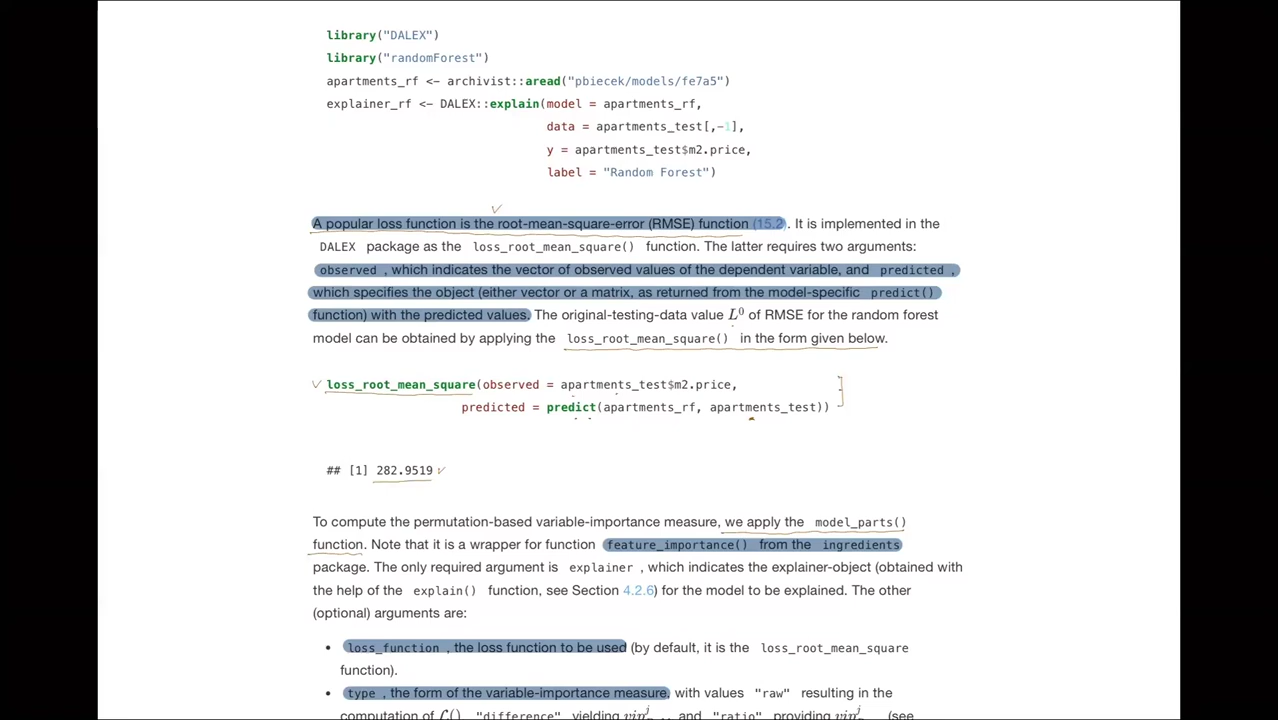 library("DALEX")
library("randomForest")
apartments_rf <- archivist::aread("pbiecek/models/fe7a5")
explainer_rf <- DALEX::explain(model = apartments_rf,
data = apartments_test[,-1],
y = apartments_test$m2.price,
label = "Random Forest")
A popular loss function is the root-mean-square-error (RMSE) function (15.2). It is implemented in the
DALEX package as the loss_root_mean_square() function. The latter requires two arguments:
observed , which indicates the vector of observed values of the dependent variable, and predicted ,
which specifies the object (either vector or a matrix, as returned from the model-specific predict()
function) with the predicted values. The original-testing-data value L⁰ of RMSE for the random forest
model can be obtained by applying the loss_root_mean_square() in the form given below.
loss_root_mean_square(observed = apartments_test$m2.price,
predicted = predict(apartments_rf, apartments_test))
## [1] 282.9519
To compute the permutation-based variable-importance measure, we apply the model_parts()
function. Note that it is a wrapper for function feature_importance() from the ingredients
package. The only required argument is explainer , which indicates the explainer-object (obtained with
the help of the explain() function, see Section 4.2.6) for the model to be explained. The other
(optional) arguments are:
• loss_function , the loss function to be used (by default, it is the loss_root_mean_square
function).
• type , the form of the variable-importance measure, with values "raw" resulting in the
computation of ℒ(), "difference" yielding vip and "ratio" providing vip (see